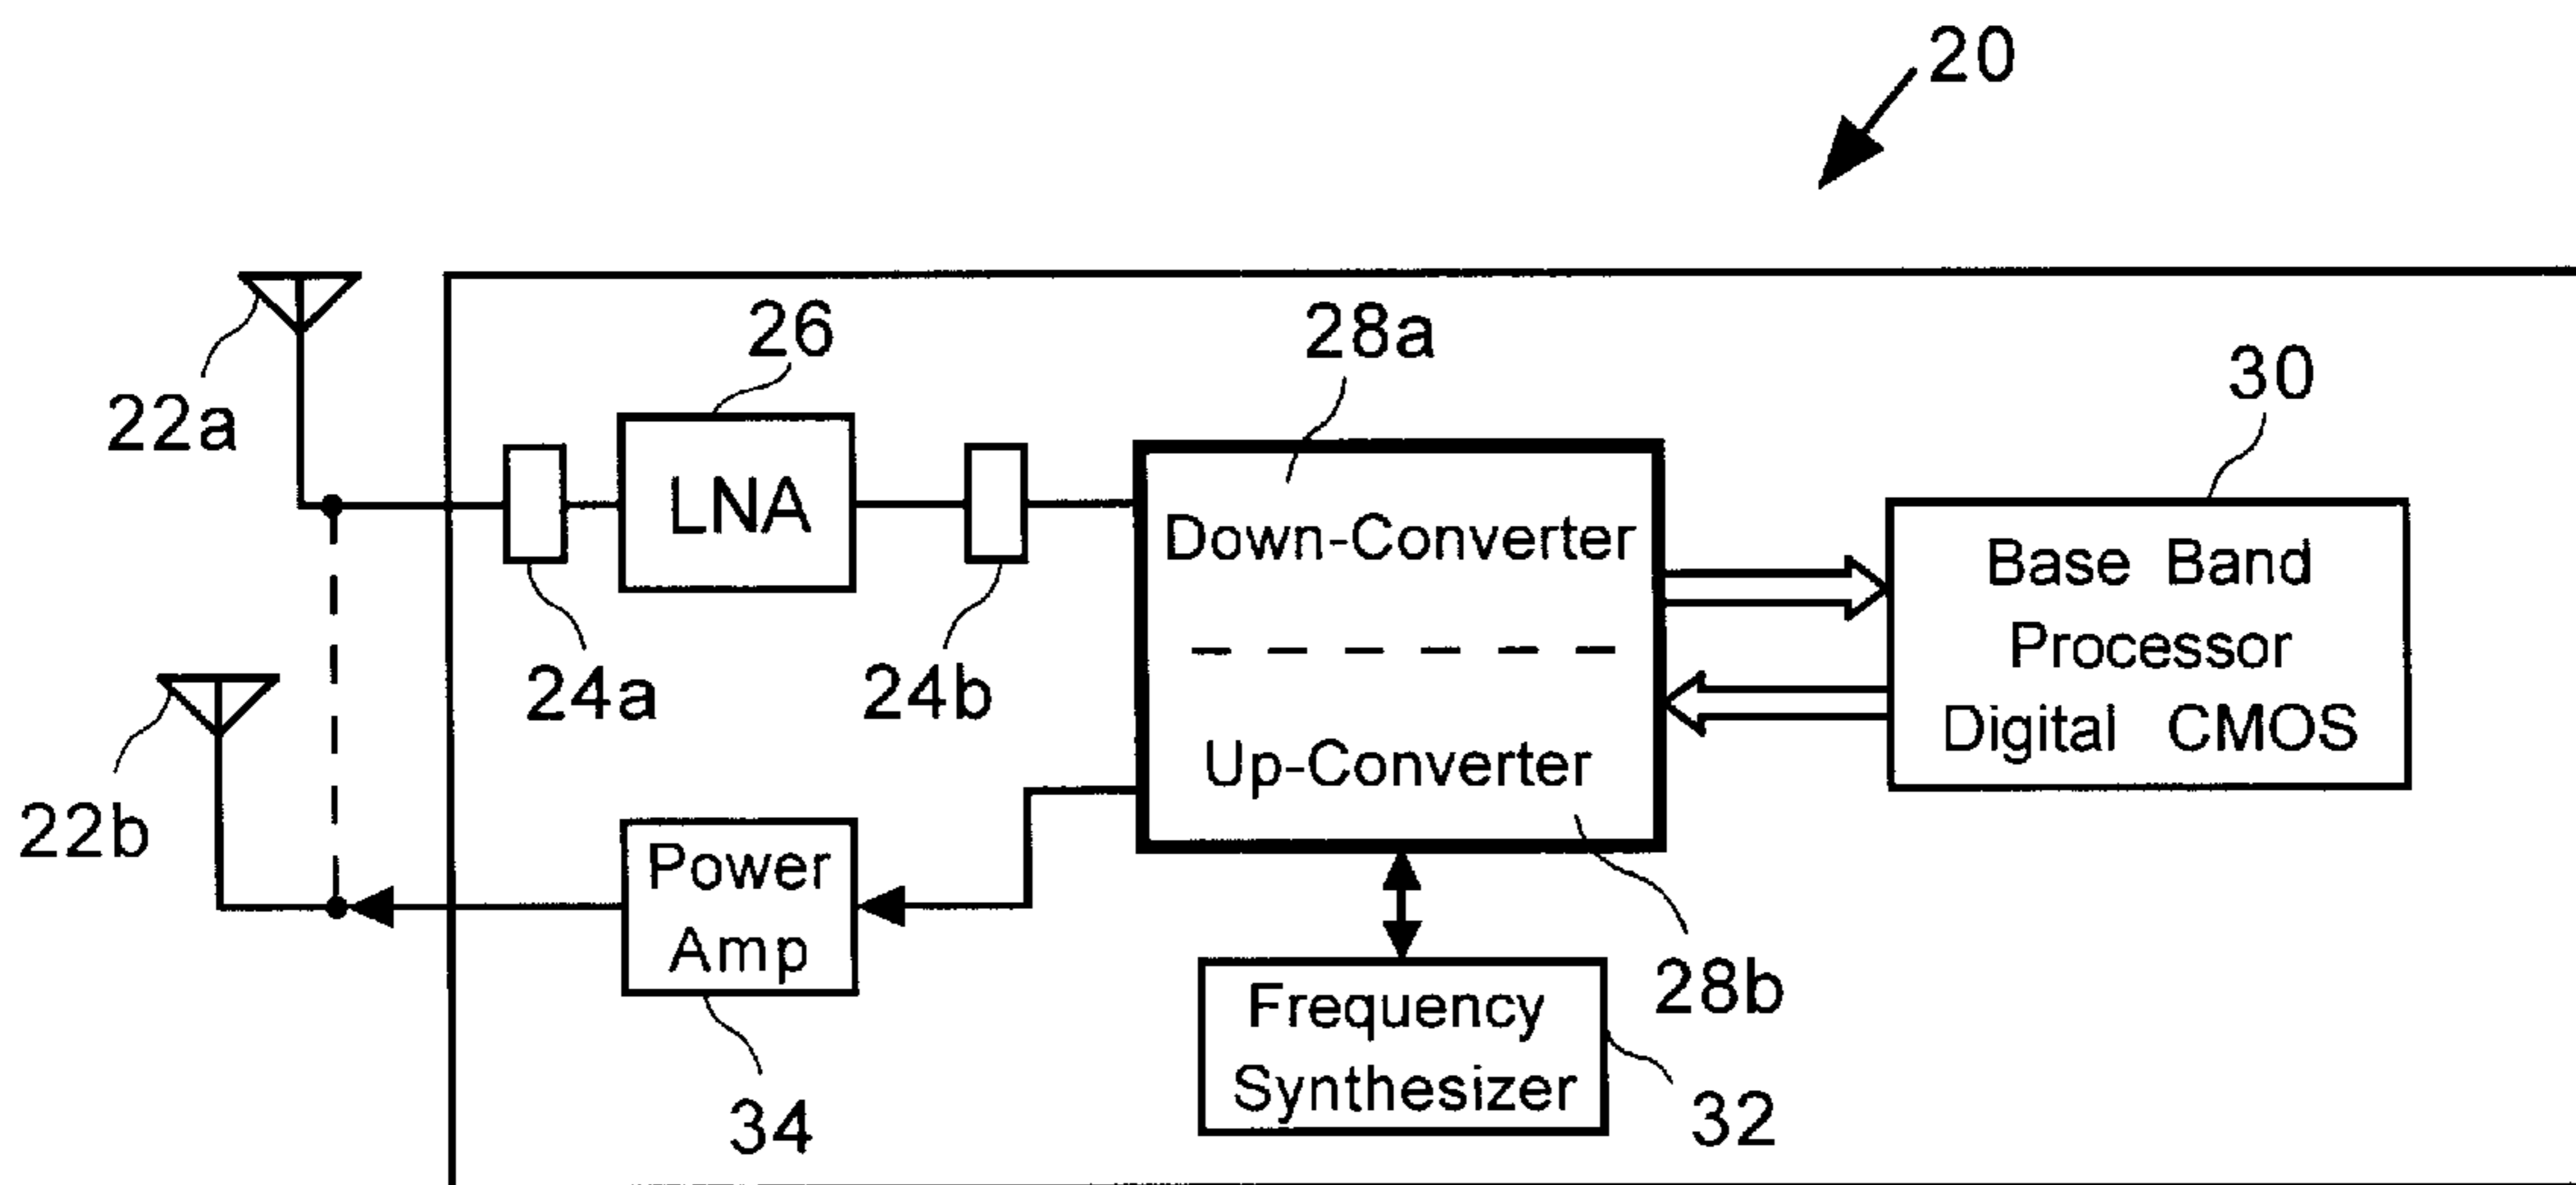 20
26
28a
30
22a
LNA
Down-Converter
Base Band
Processor
Digital CMOS
24a
24b
22b
Up-Converter
Power
Amp
28b
Frequency
Synthesizer
32
34